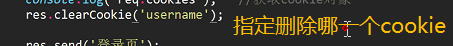 console.log( req.cookies ); //获取cookie对象
res.clearCookie('username');
指定删除哪一个cookie
res.send('登录页')